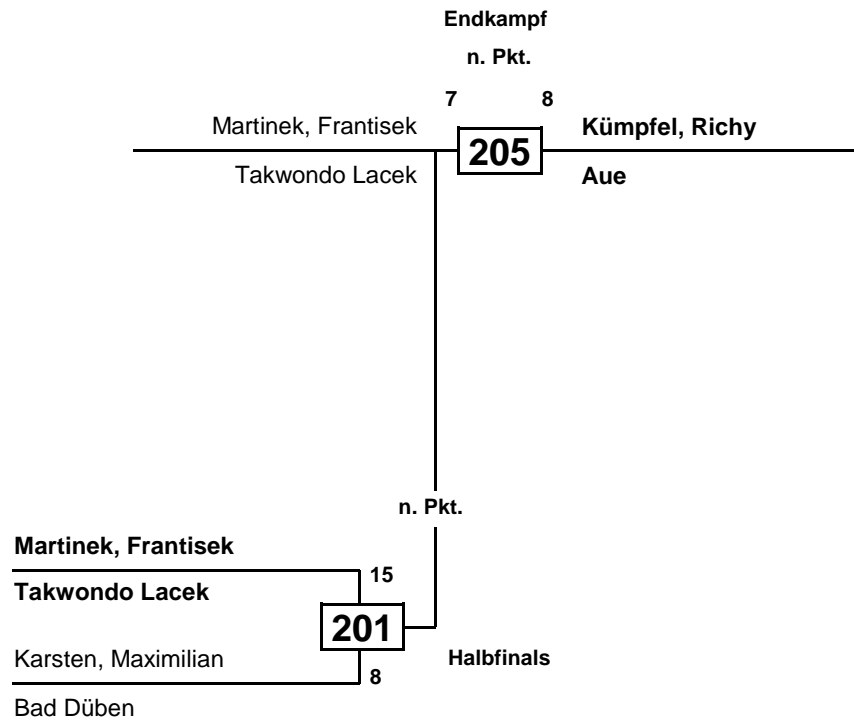 Endkampf
n. Pkt.
7 8
Martinek, Frantisek 205 Kümpfel, Richy
Takwondo Lacek Aue
n. Pkt.
Martinek, Frantisek
15
Takwondo Lacek
201
Karsten, Maximilian Halbfinals
8
Bad Düben